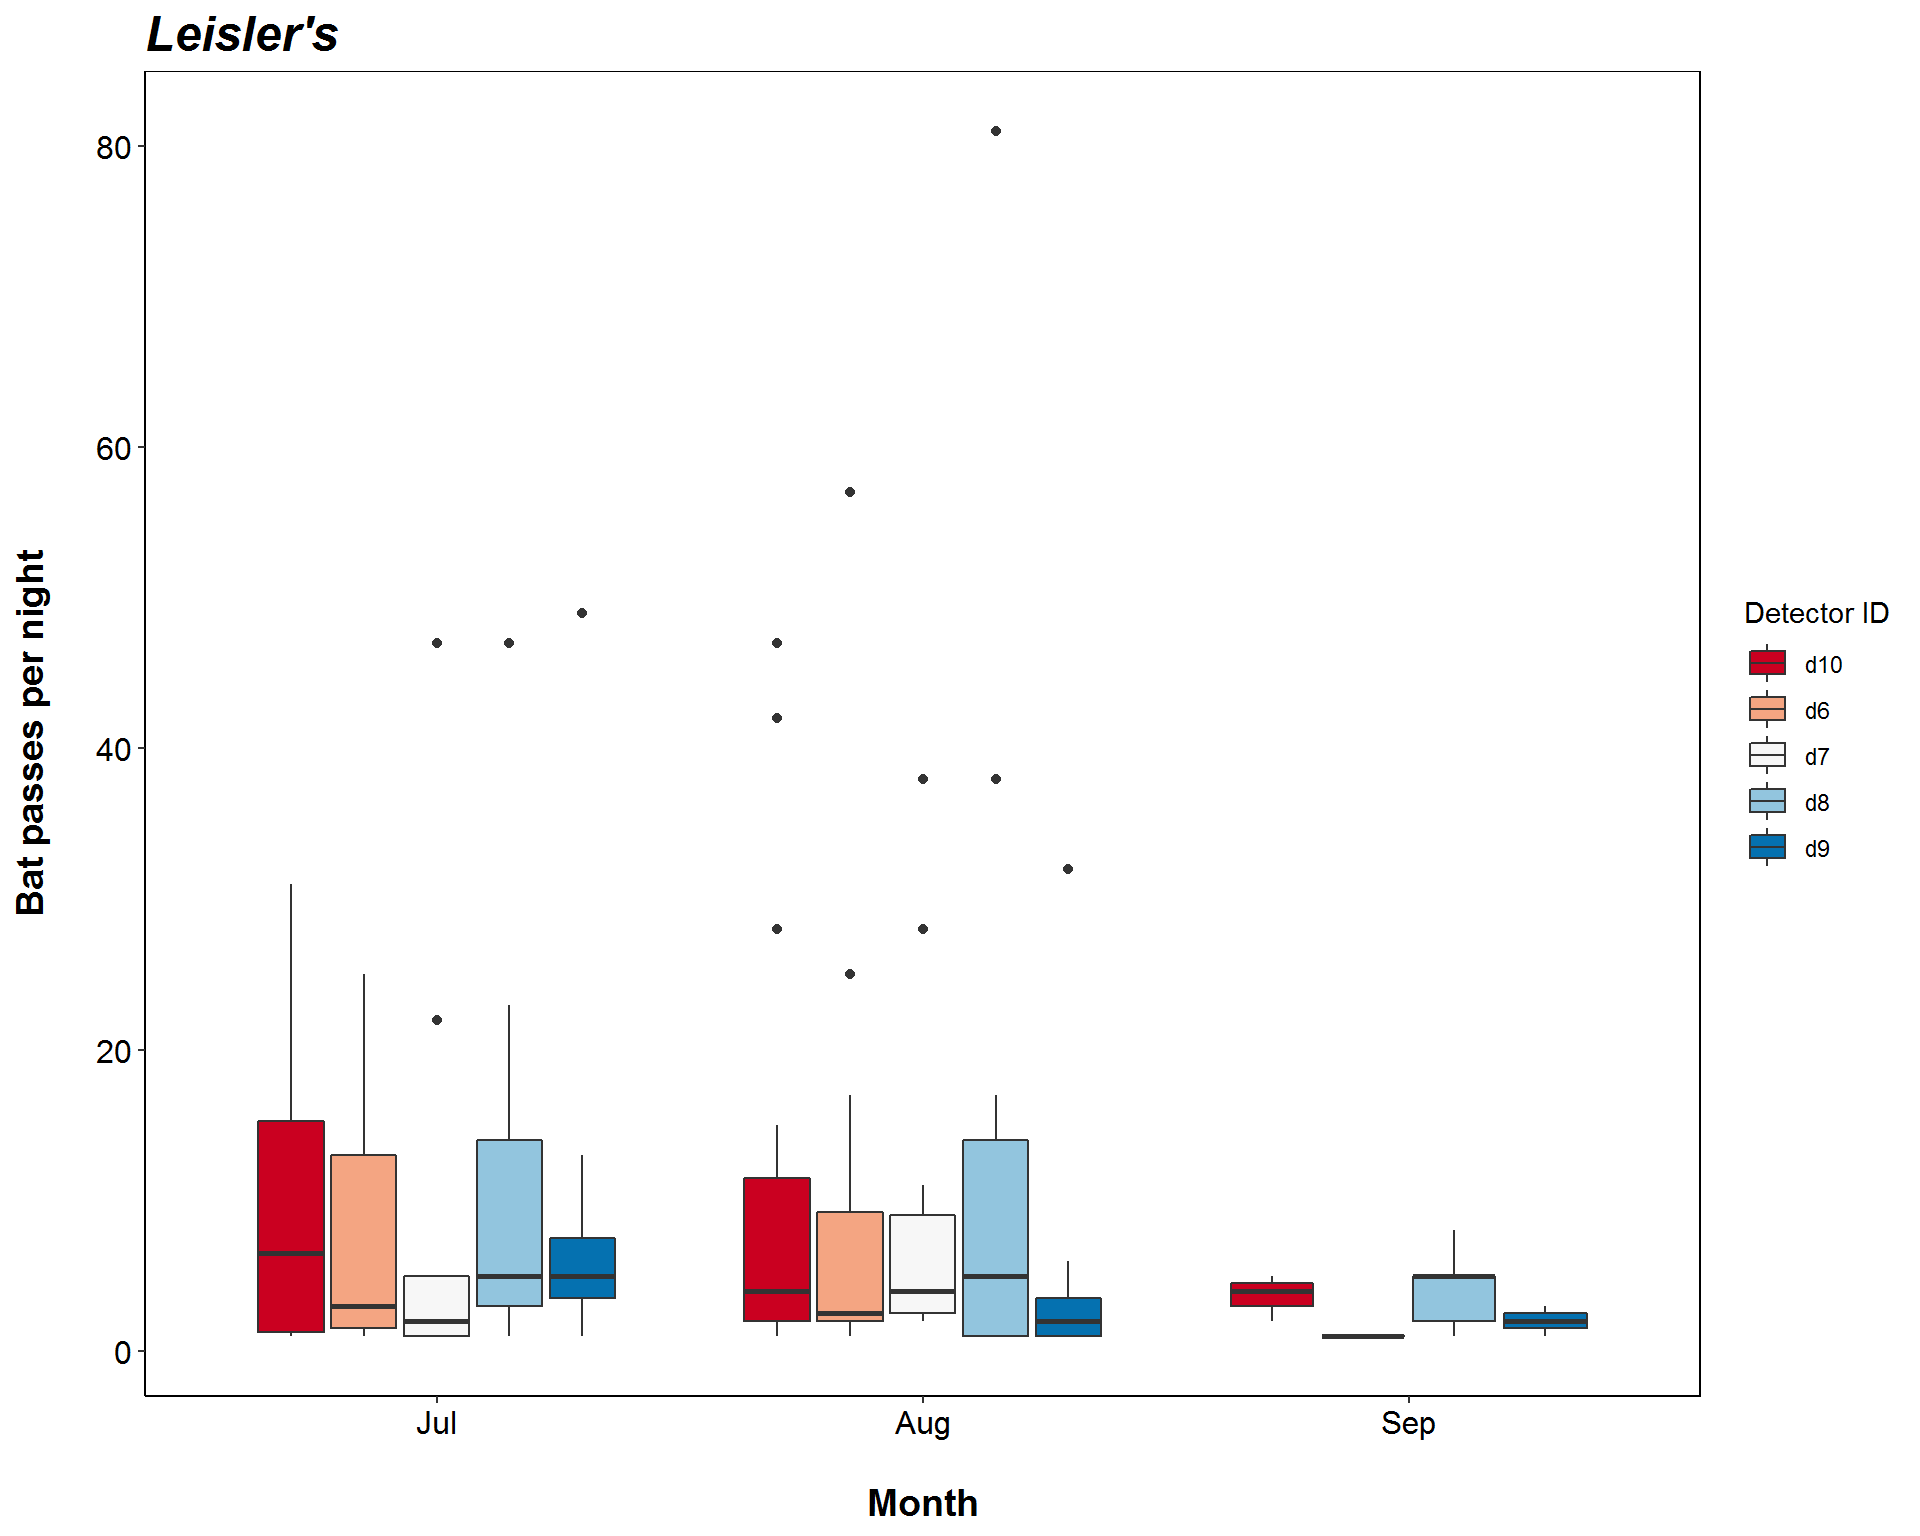 Leisler's
80
60
40
20
0
Bat passes per night
Jul Aug Sep
Month
Detector ID
d10
d6
d7
d8
d9